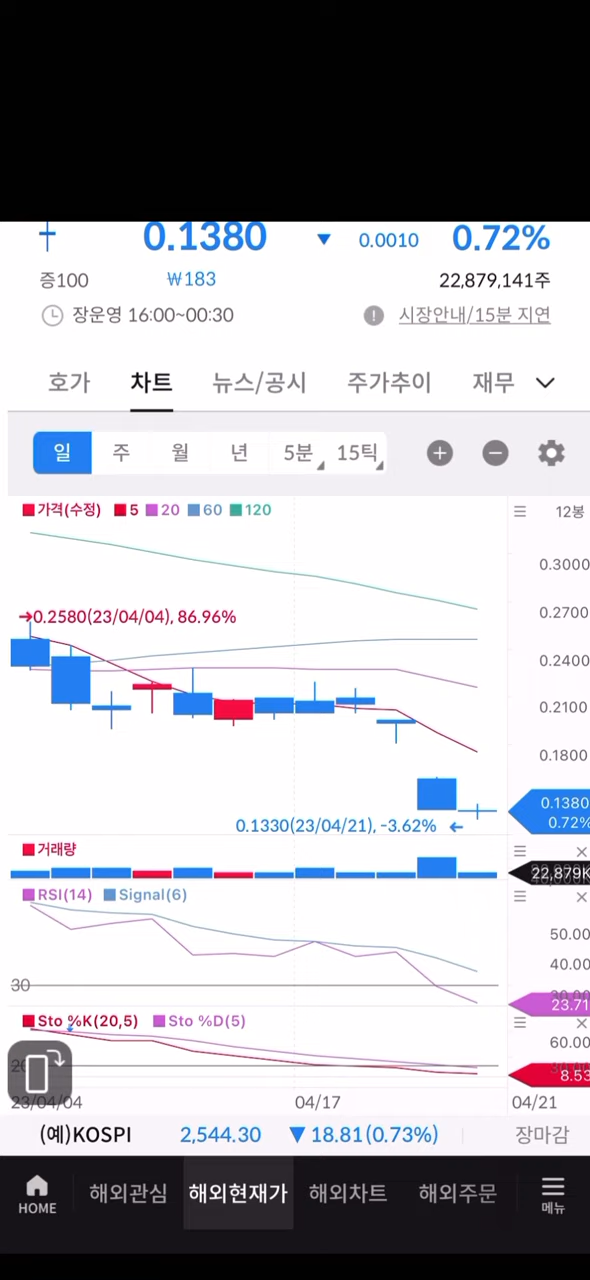 0.1380 ▼ 0.0010 0.72%
증100 ₩183 22,879,141주
장운영 16:00~00:30 시장안내/15분 지연
호가 차트 뉴스/공시 주가추이 재무
일 주 월 년 5분 15틱
가격(수정) 5 20 60 120 12봉
0.3000
→0.2580(23/04/04), 86.96% 0.2700
0.2400
0.2100
0.1800
0.1380
0.72%
0.1330(23/04/21), -3.62% ←
거래량
22,879K
RSI(14) Signal(6)
50.00
40.00
30
23.71
Sto %K(20,5) Sto %D(5)
60.00
8.53
23/04/04 04/17 04/21
(예)KOSPI 2,544.30 ▼18.81(0.73%) 장마감
HOME 해외관심 해외현재가 해외차트 해외주문 메뉴